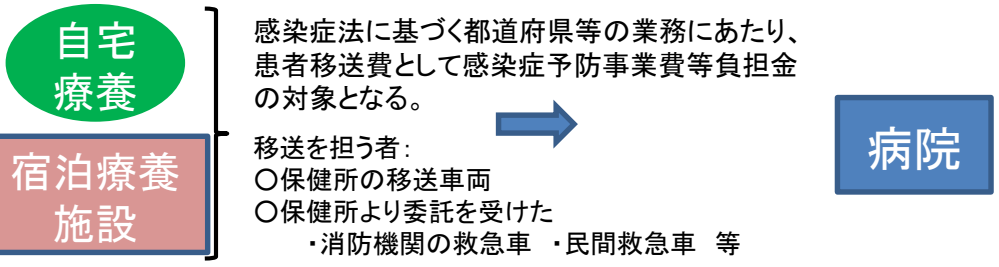 自宅
療養
宿泊療養
施設
感染症法に基づく都道府県等の業務にあたり、
患者移送費として感染症予防事業費等負担金
の対象となる。
移送を担う者:
〇保健所の移送車両
〇保健所より委託を受けた
・消防機関の救急車　・民間救急車　等
病院